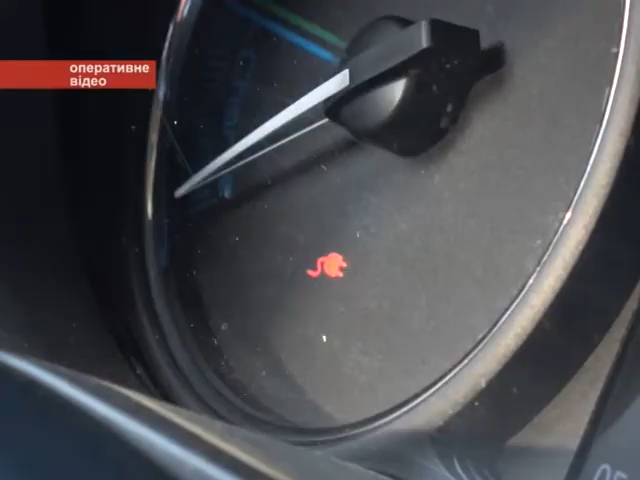 оперативне
відео